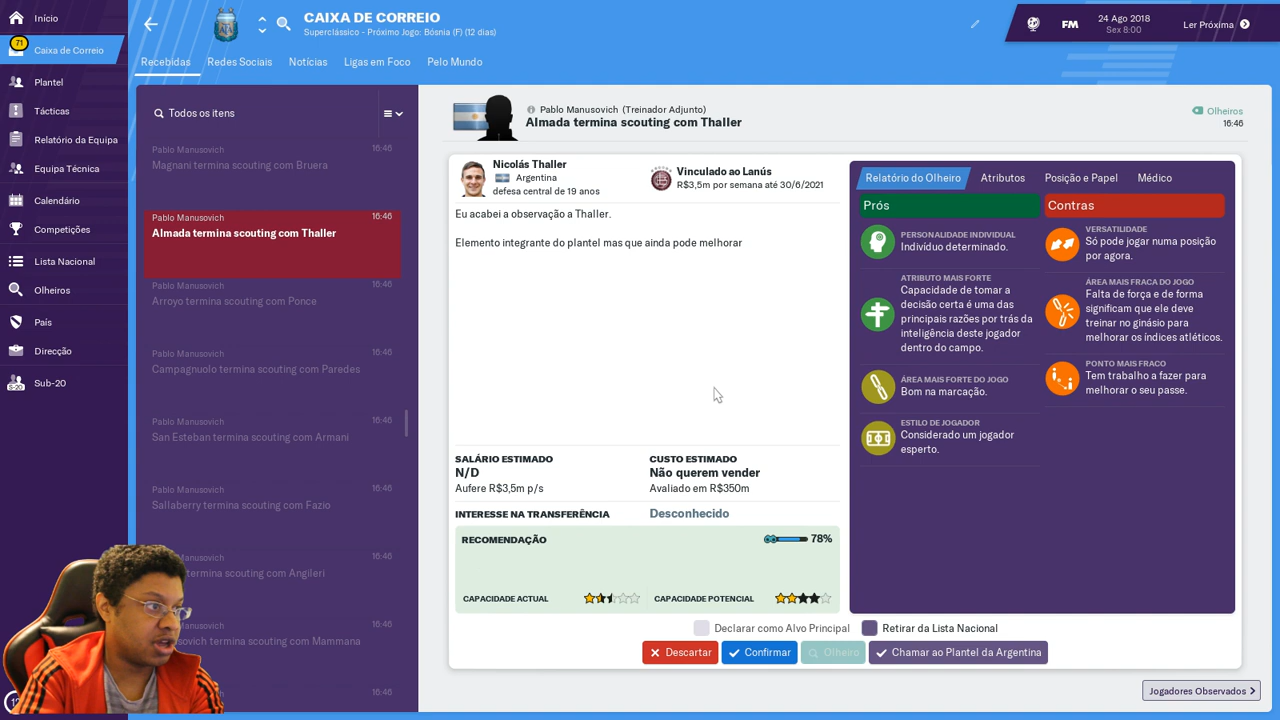 CAIXA DE CORREIO
Superclássico - Próximo Jogo: Bósnia (F) (12 dias)
FM
24 Ago 2018
Sex 8:00
Ler Próxima
Início
71
Caixa de Correio
Plantel
Tácticas
Relatório da Equipa
Equipa Técnica
Calendário
Competições
Lista Nacional
Olheiros
País
Direcção
Sub-20
Recebidas
Redes Sociais
Notícias
Ligas em Foco
Pelo Mundo
Todos os itens
Pablo Manusovich 16:46
Magnani termina scouting com Bruera
Pablo Manusovich 16:46
Almada termina scouting com Thaller
Pablo Manusovich 16:46
Arroyo termina scouting com Ponce
Pablo Manusovich 16:46
Campagnuolo termina scouting com Paredes
Pablo Manusovich 16:46
San Esteban termina scouting com Armani
Pablo Manusovich 16:46
Sallaberry termina scouting com Fazio
Manusovich 16:46
termina scouting com Angileri
Manusovich 16:46
termina scouting com Mammana
16:46
Pablo Manusovich (Treinador Adjunto)
Almada termina scouting com Thaller
Olheiros
16:46
Nicolás Thaller
Argentina
defesa central de 19 anos
Vinculado ao Lanús
R$3,5m por semana até 30/6/2021
Eu acabei a observação a Thaller.
Elemento integrante do plantel mas que ainda pode melhorar
SALÁRIO ESTIMADO
N/D
Aufere R$3,5m p/s
CUSTO ESTIMADO
Não querem vender
Avaliado em R$350m
INTERESSE NA TRANSFERÊNCIA
Desconhecido
RECOMENDAÇÃO
78%
CAPACIDADE ACTUAL
CAPACIDADE POTENCIAL
Relatório do Olheiro
Atributos
Posição e Papel
Médico
Prós
PERSONALIDADE INDIVIDUAL
Indivíduo determinado.
ATRIBUTO MAIS FORTE
Capacidade de tomar a
decisão certa é uma das
principais razões por trás da
inteligência deste jogador
dentro do campo.
ÁREA MAIS FORTE DO JOGO
Bom na marcação.
ESTILO DE JOGADOR
Considerado um jogador
esperto.
Contras
VERSATILIDADE
Só pode jogar numa posição
por agora.
ÁREA MAIS FRACA DO JOGO
Falta de força e de forma
significam que ele deve
treinar no ginásio para
melhorar os índices atléticos.
PONTO MAIS FRACO
Tem trabalho a fazer para
melhorar o seu passe.
Declarar como Alvo Principal
Retirar da Lista Nacional
Descartar
Confirmar
Olheiro
Chamar ao Plantel da Argentina
Jogadores Observados